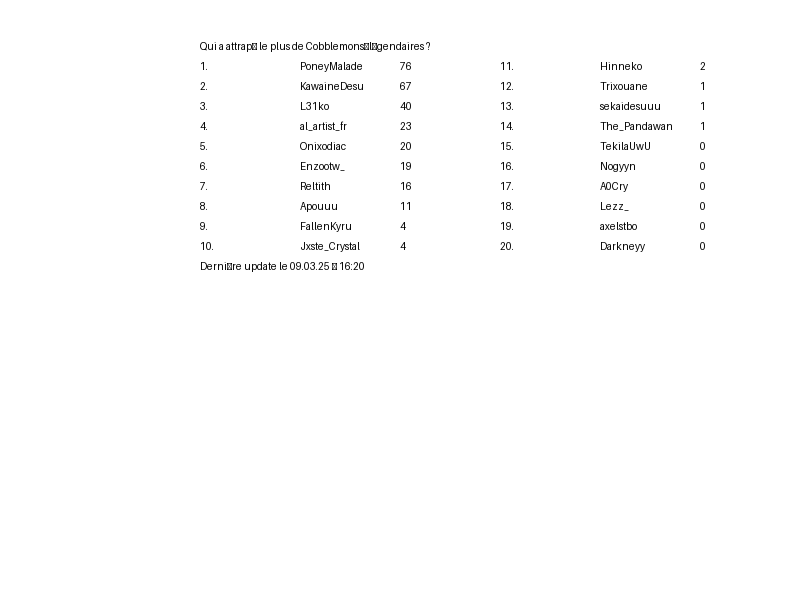 Qui a attrap▯ le plus de Cobblemons l▯gendaires ?
1. PoneyMalade 76 11. Hinneko 2
2. KawaineDesu 67 12. Trixouane 1
3. L31ko 40 13. sekaidesuuu 1
4. al_artist_fr 23 14. The_Pandawan 1
5. Onixodiac 20 15. TekilaUwU 0
6. Enzootw_ 19 16. Nogyyn 0
7. Reltith 16 17. A0Cry 0
8. Apouuu 11 18. Lezz_ 0
9. FallenKyru 4 19. axelstbo 0
10. Jxste_Crystal 4 20. Darkneyy 0
Derni▯re update le 09.03.25 ▯ 16:20